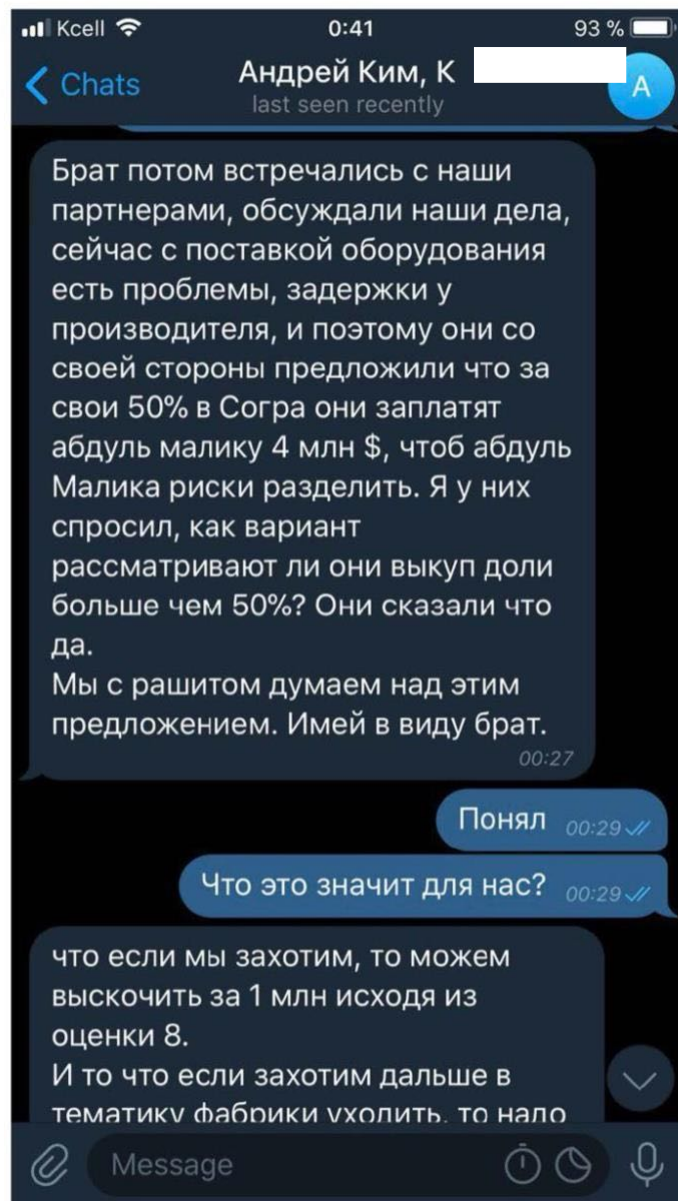 Kcell 0:41 93 %
Chats Андрей Ким, К А
last seen recently
Брат потом встречались с наши
партнерами, обсуждали наши дела,
сейчас с поставкой оборудования
есть проблемы, задержки у
производителя, и поэтому они со
своей стороны предложили что за
свои 50% в Согра они заплатят
абдуль малику 4 млн $, чтоб абдуль
Малика риски разделить. Я у них
спросил, как вариант
рассматривают ли они выкуп доли
больше чем 50%? Они сказали что
да.
Мы с рашитом думаем над этим
предложением. Имей в виду брат.
00:27
Понял 00:29
Что это значит для нас? 00:29
что если мы захотим, то можем
выскочить за 1 млн исходя из
оценки 8.
И то что если захотим дальше в
тематику фабрики уходить, то надо
Message